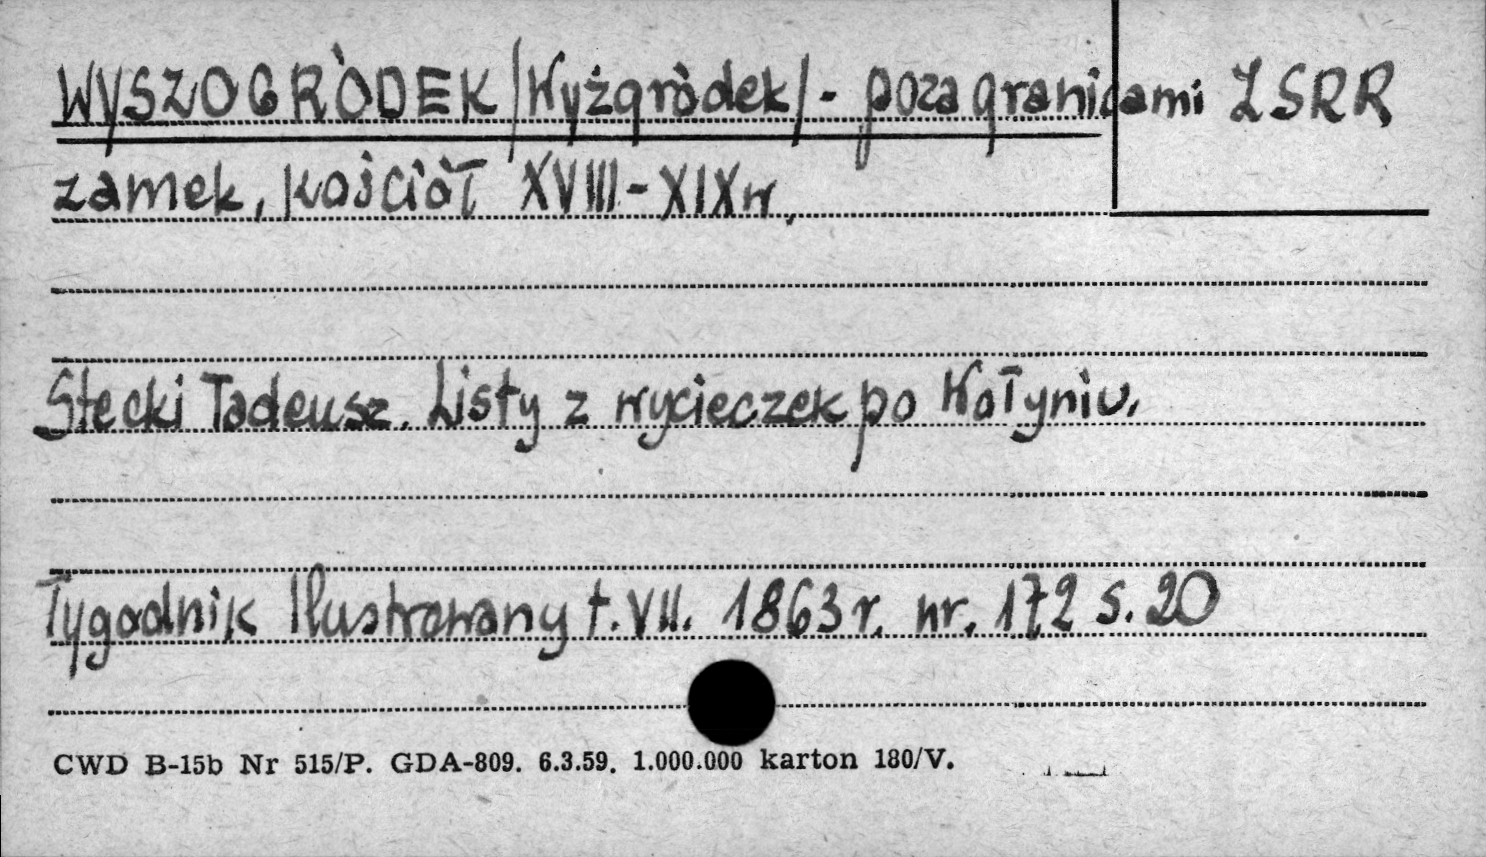 WYSZOGRÓDEK /Wyżgródek/ - poza granicami ZSRR
zamek, kościół XVIII-XIXw.
Stecki Tadeusz. Listy z wycieczek po Wołyniu.
Tygodnik Ilustrowany t. VII. 1863 r. nr. 172 s. 20
CWD B-15b Nr 515/P. GDA-809. 6.3.59. 1.000.000 karton 180/V.